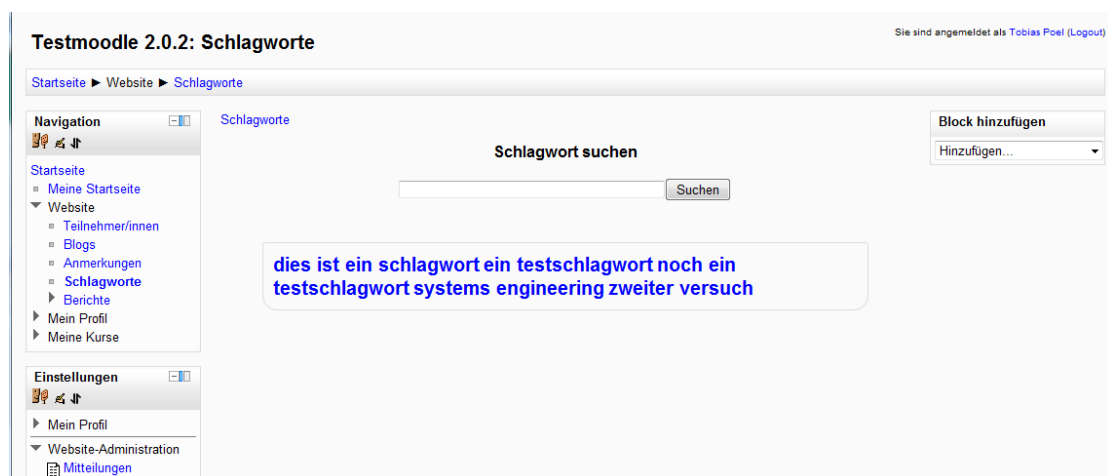 Testmoodle 2.0.2: Schlagworte
Sie sind angemeldet als Tobias Poel (Logout)
Startseite ► Website ► Schlagworte
Navigation
Startseite
Meine Startseite
Website
Teilnehmer/innen
Blogs
Anmerkungen
Schlagworte
Berichte
Mein Profil
Meine Kurse
Einstellungen
Mein Profil
Website-Administration
Mitteilungen
Schlagworte
Schlagwort suchen
Suchen
dies ist ein schlagwort ein testschlagwort noch ein
testschlagwort systems engineering zweiter versuch
Block hinzufügen
Hinzufügen...